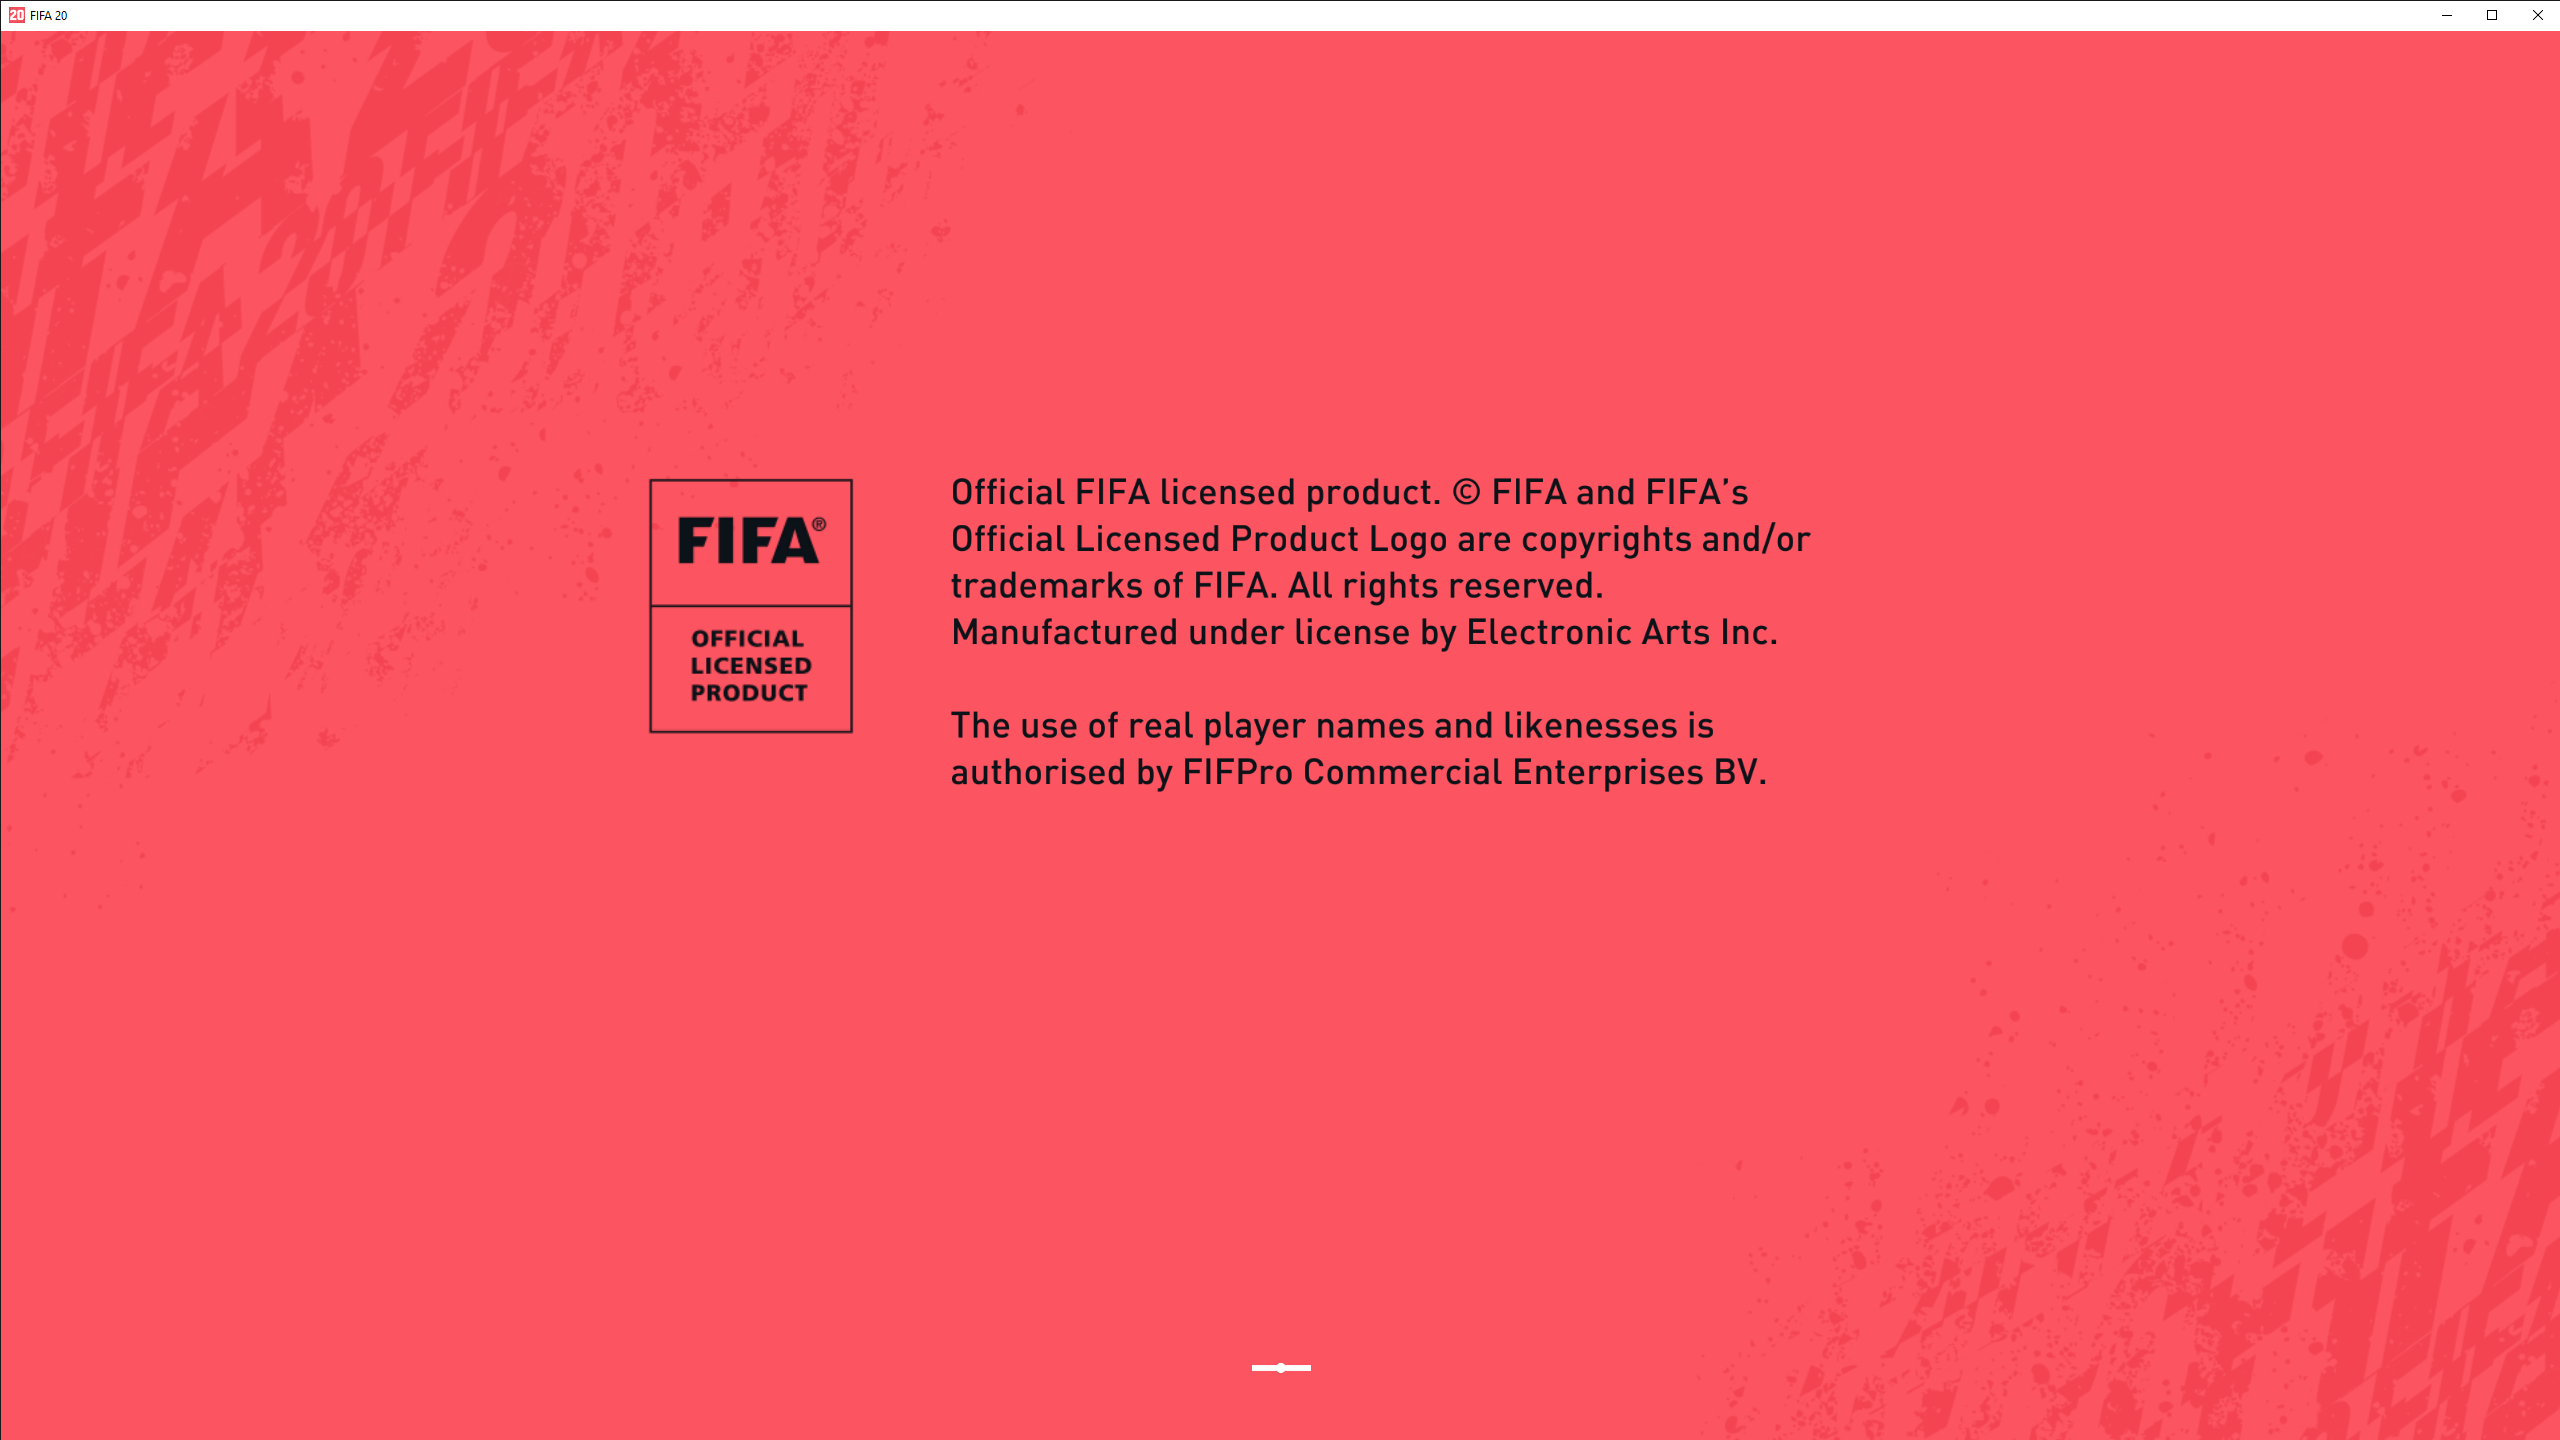 20 FIFA 20
FIFA®
OFFICIAL
LICENSED
PRODUCT
Official FIFA licensed product. © FIFA and FIFA’s
Official Licensed Product Logo are copyrights and/or
trademarks of FIFA. All rights reserved.
Manufactured under license by Electronic Arts Inc.
The use of real player names and likenesses is
authorised by FIFPro Commercial Enterprises BV.